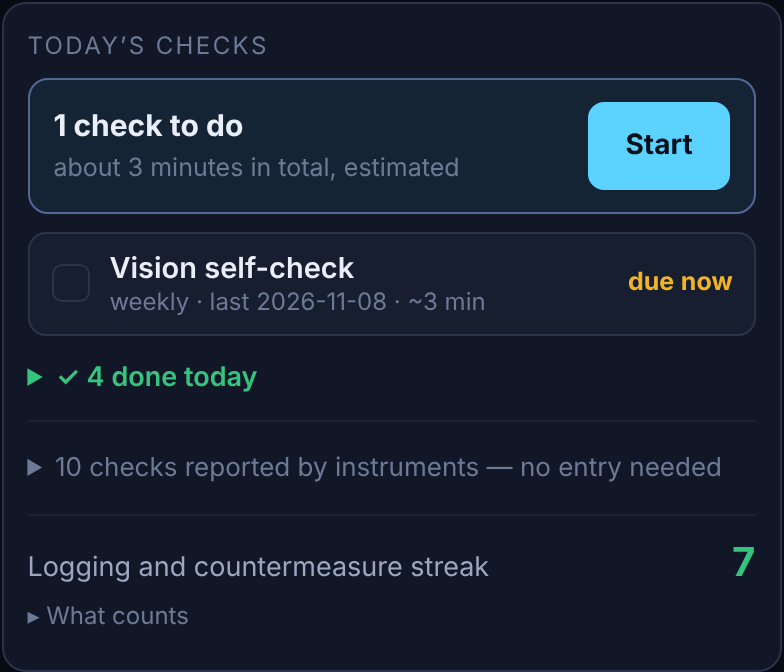 TODAY’S CHECKS
1 check to do
about 3 minutes in total, estimated
Start
Vision self-check
weekly · last 2026-11-08 · ~3 min
due now
▶ ✓ 4 done today
▶ 10 checks reported by instruments — no entry needed
Logging and countermeasure streak
7
▸ What counts